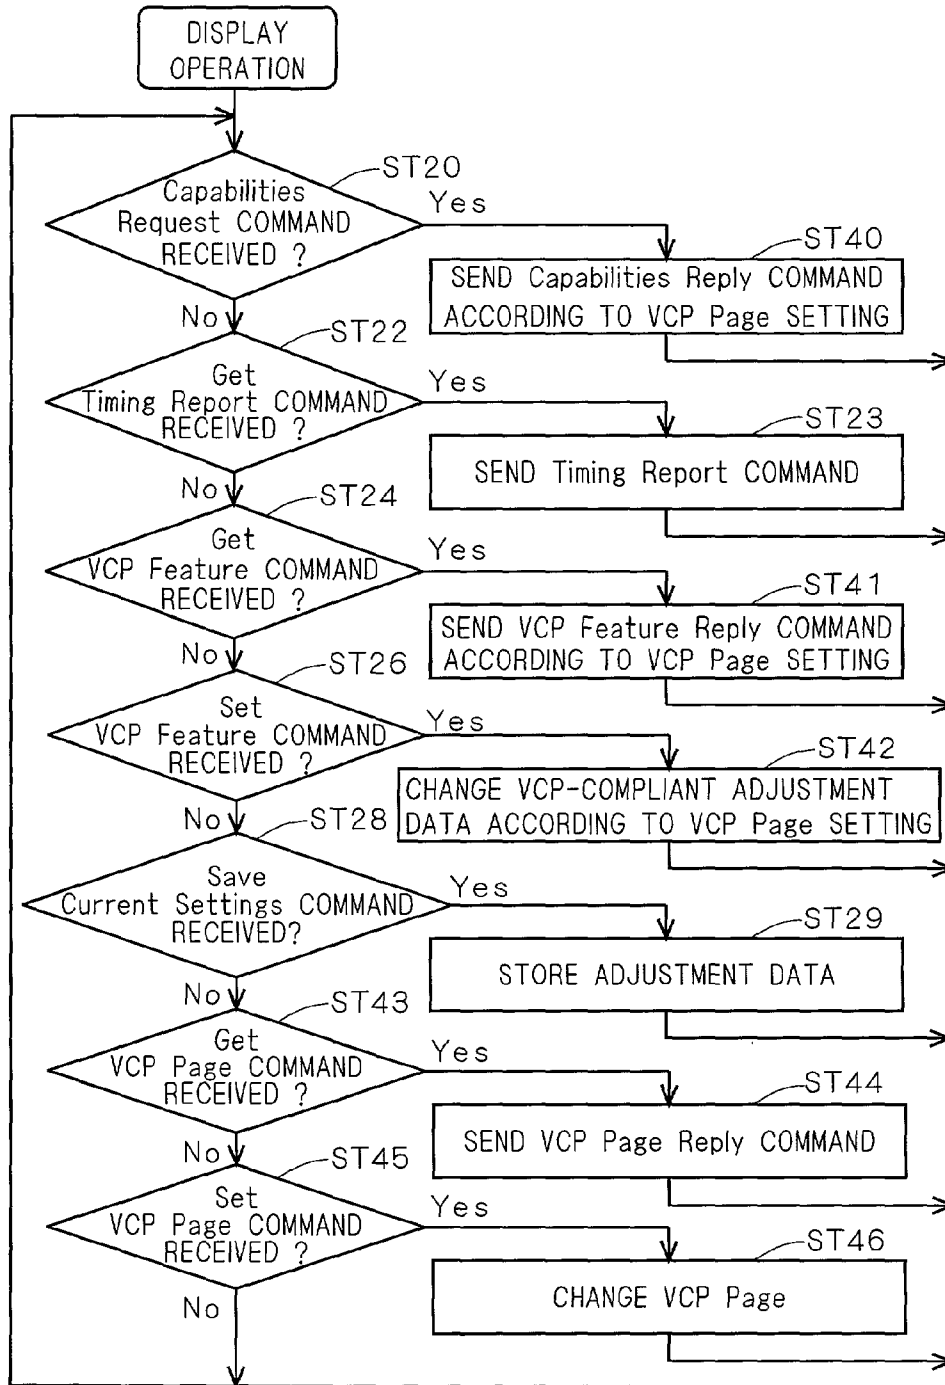 DISPLAY
OPERATION
ST20
Capabilities
Request COMMAND
RECEIVED ?
Yes
ST40
SEND Capabilities Reply COMMAND
ACCORDING TO VCP Page SETTING
No
ST22
Get
Timing Report COMMAND
RECEIVED ?
Yes
ST23
SEND Timing Report COMMAND
No
ST24
Get
VCP Feature COMMAND
RECEIVED ?
Yes
ST41
SEND VCP Feature Reply COMMAND
ACCORDING TO VCP Page SETTING
No
ST26
Set
VCP Feature COMMAND
RECEIVED ?
Yes
ST42
CHANGE VCP-COMPLIANT ADJUSTMENT
DATA ACCORDING TO VCP Page SETTING
No
ST28
Save
Current Settings COMMAND
RECEIVED?
Yes
ST29
STORE ADJUSTMENT DATA
No
ST43
Get
VCP Page COMMAND
RECEIVED ?
Yes
ST44
SEND VCP Page Reply COMMAND
No
ST45
Set
VCP Page COMMAND
RECEIVED ?
Yes
ST46
CHANGE VCP Page
No